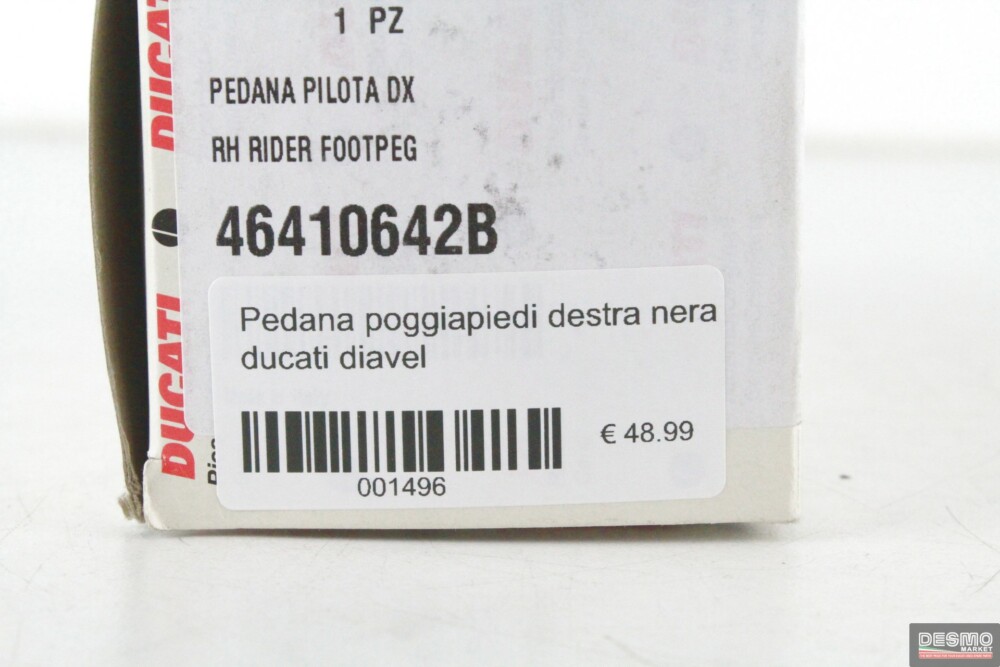 1 PZ
PEDANA PILOTA DX
RH RIDER FOOTPEG
46410642B
Pedana poggiapiedi destra nera
ducati diavel
€ 48.99
001496
DUCATI
DUCATI
DESMO
MARKET